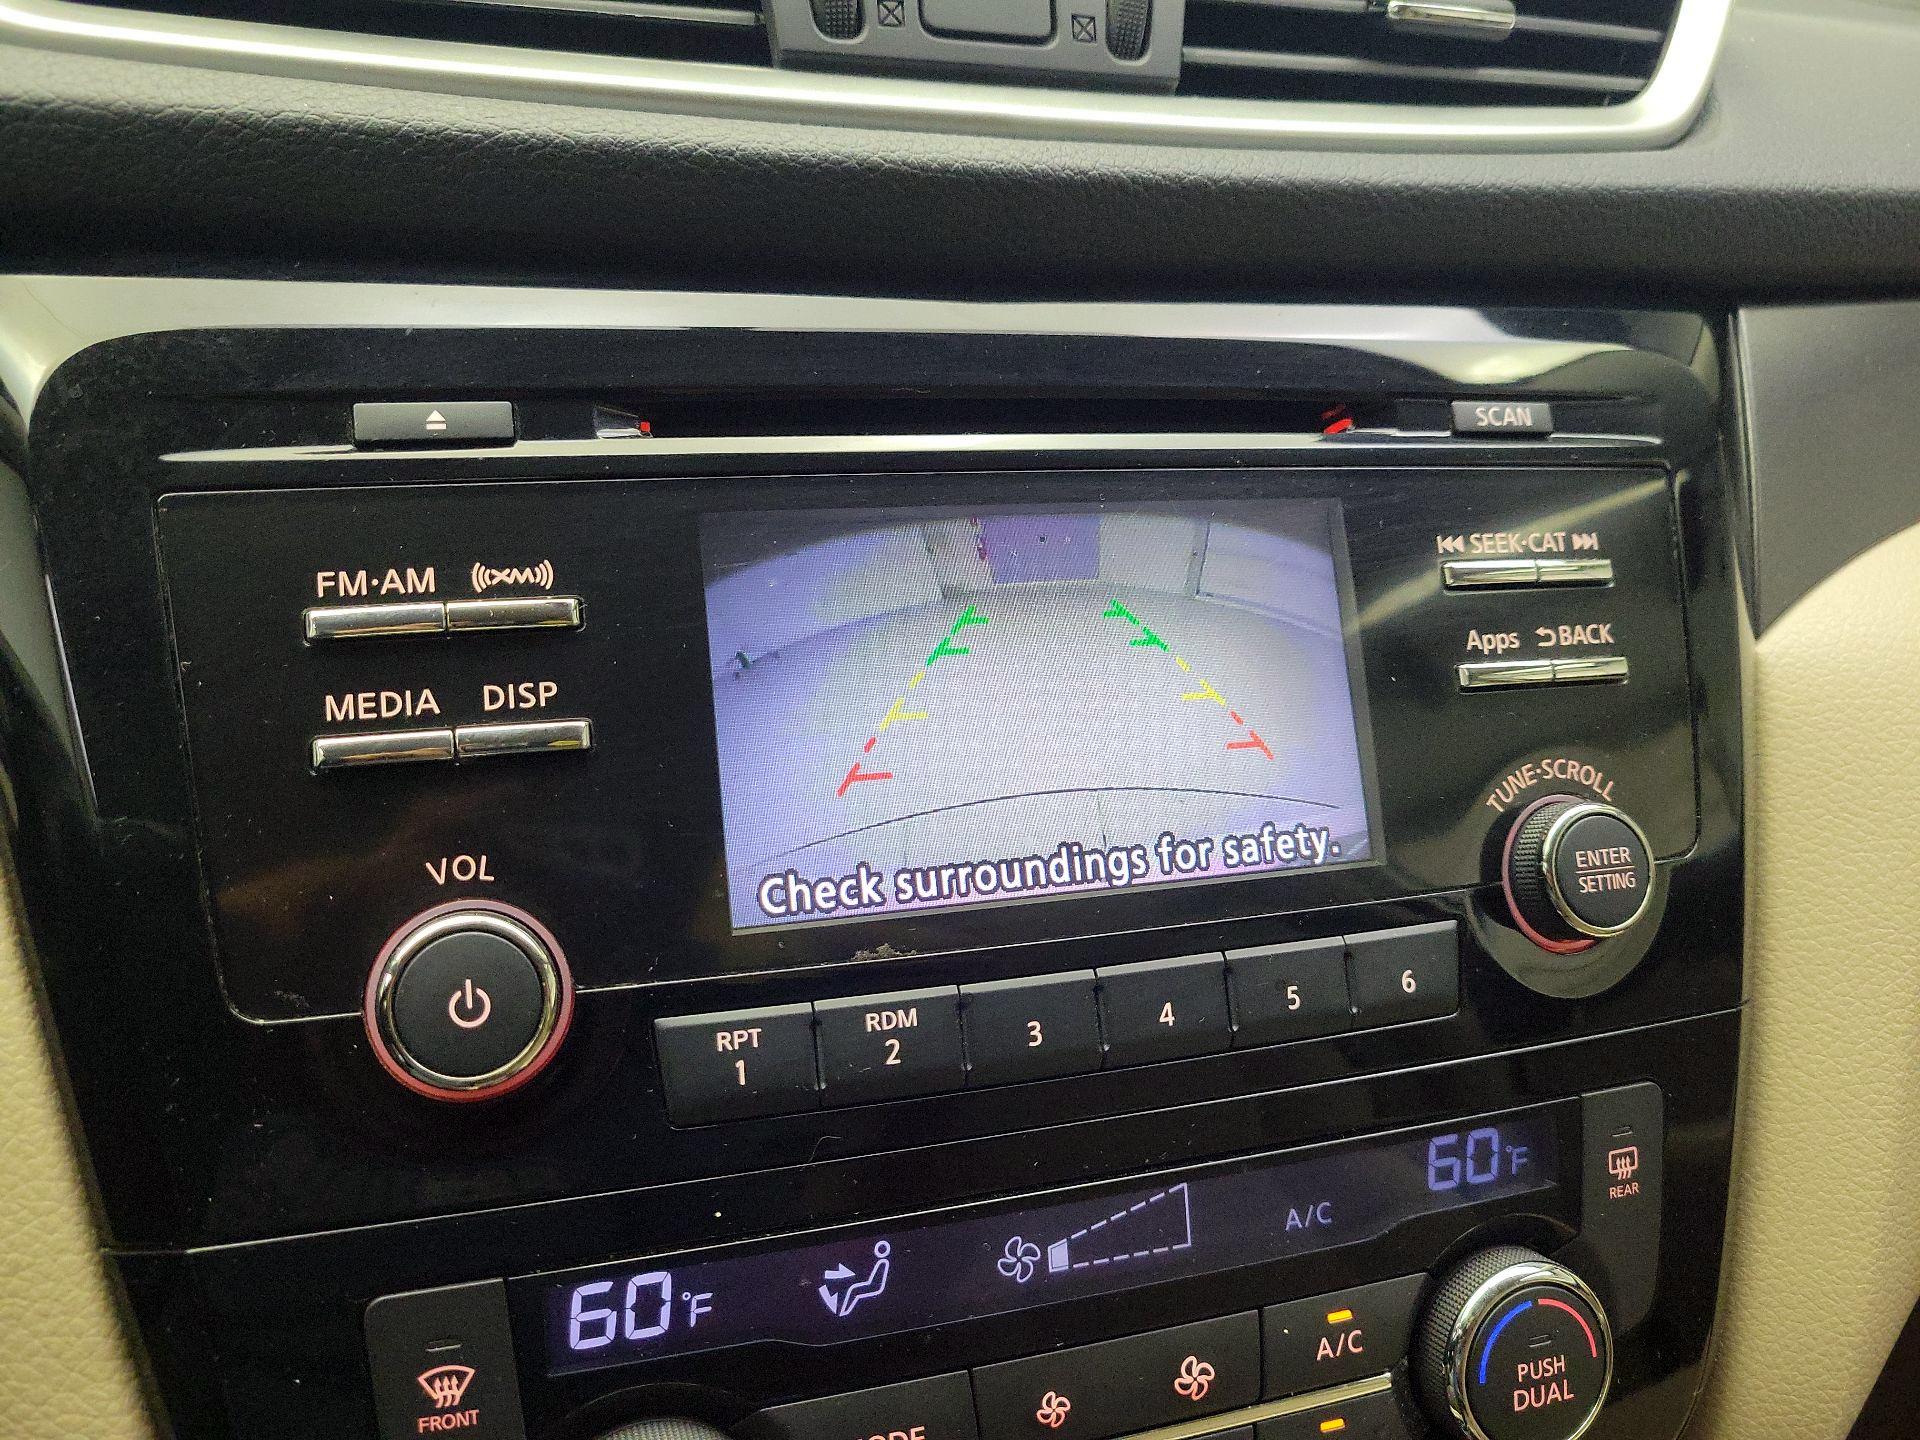 SCAN
FM·AM XM
SEEK·CAT
MEDIA DISP
Apps BACK
TUNE·SCROLL
ENTER
SETTING
VOL
Check surroundings for safety.
RPT
1
RDM
2
3
4
5
6
60°F
A/C
60°F
REAR
FRONT
MODE
A/C
PUSH
DUAL